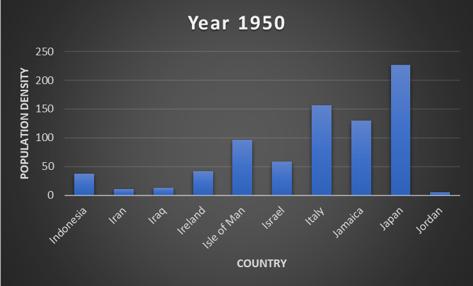 Year 1950
250
200
150
100
50
0
POPULATION DENSITY
Indonesia
Iran
Iraq
Ireland
Isle of Man
Israel
Italy
Jamaica
Japan
Jordan
COUNTRY